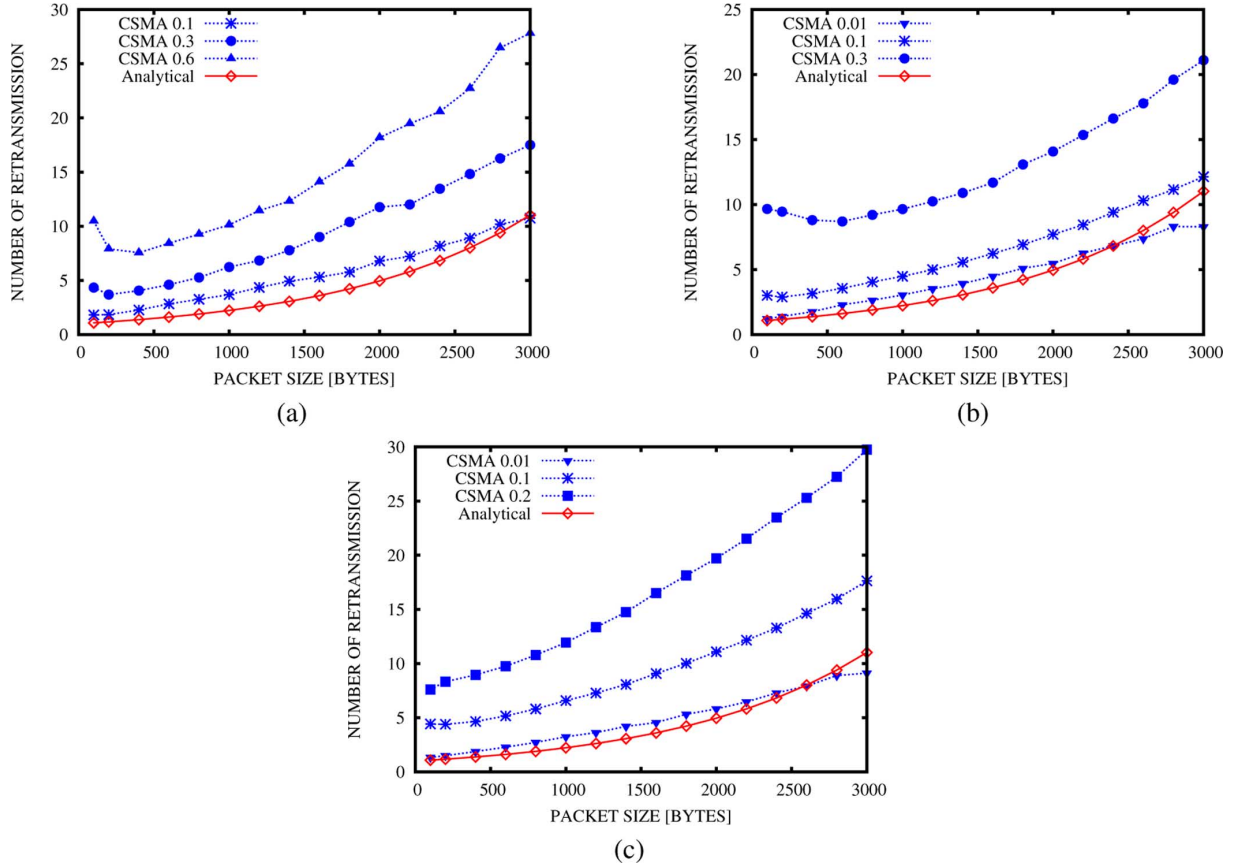 NUMBER OF RETRANSMISSION
30
25
20
15
10
5
0
CSMA 0.1
CSMA 0.3
CSMA 0.6
Analytical
0 500 1000 1500 2000 2500 3000
PACKET SIZE [BYTES]
(a)
NUMBER OF RETRANSMISSION
25
20
15
10
5
0
CSMA 0.01
CSMA 0.1
CSMA 0.3
Analytical
0 500 1000 1500 2000 2500 3000
PACKET SIZE [BYTES]
(b)
NUMBER OF RETRANSMISSION
30
25
20
15
10
5
0
CSMA 0.01
CSMA 0.1
CSMA 0.2
Analytical
0 500 1000 1500 2000 2500 3000
PACKET SIZE [BYTES]
(c)